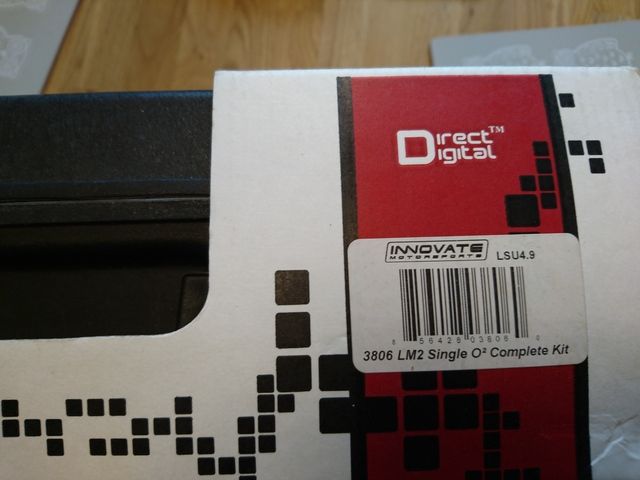 Direct™
Digital
INNOVATE
MOTORSPORTS
LSU4.9
3806 LM2 Single O² Complete Kit